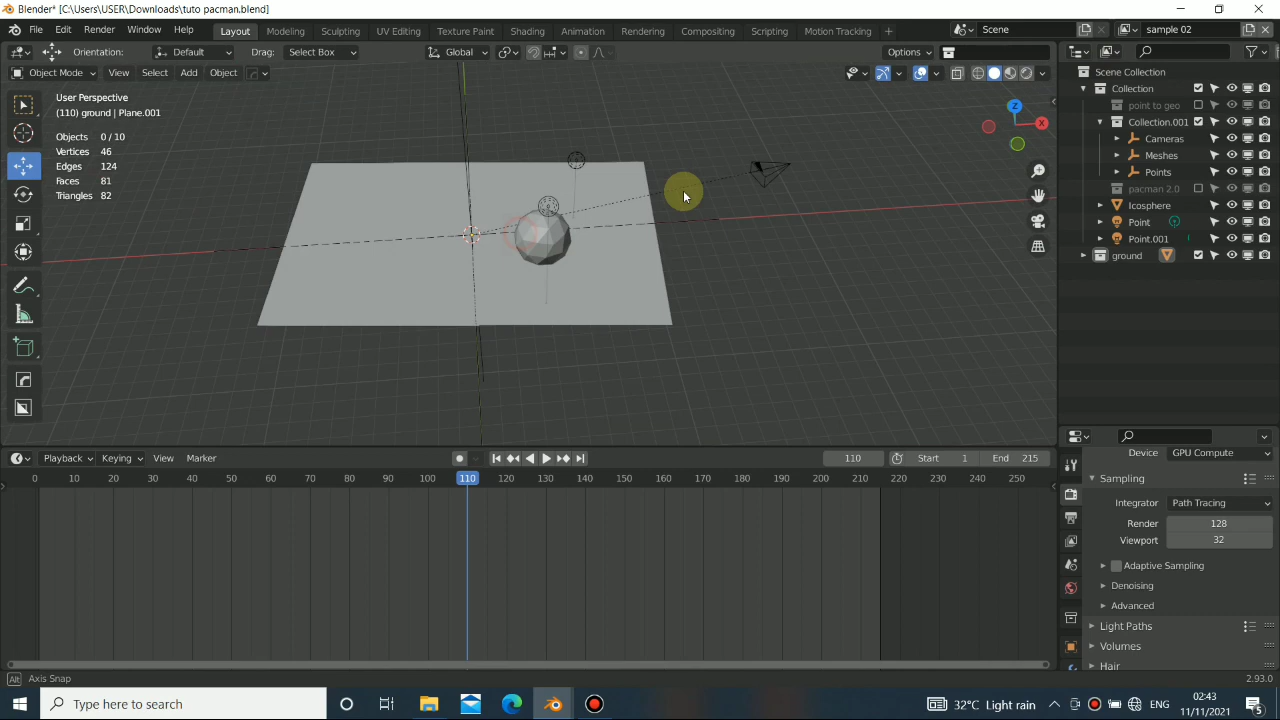 Blender* [C:\Users\USER\Downloads\tuto pacman.blend]
File Edit Render Window Help Layout Modeling Sculpting UV Editing Texture Paint Shading Animation Rendering Compositing Scripting Motion Tracking + Scene sample 02
Orientation: Default Drag: Select Box Global Options
Object Mode View Select Add Object
User Perspective
(110) ground | Plane.001
Objects 0 / 10
Vertices 46
Edges 124
Faces 81
Triangles 82
Z
X
Scene Collection
Collection
point to geo
Collection.001
Cameras
Meshes
Points
pacman 2.0
Icosphere
Point
Point.001
ground
Playback Keying View Marker 110 Start 1 End 215
0 10 20 30 40 50 60 70 80 90 100 110 120 130 140 150 160 170 180 190 200 210 220 230 240 250
Device GPU Compute
Sampling
Integrator Path Tracing
Render 128
Viewport 32
Adaptive Sampling
Denoising
Advanced
Light Paths
Volumes
Hair
Alt Axis Snap 2.93.0
Type here to search 32°C Light rain ENG 02:43
11/11/2021 5